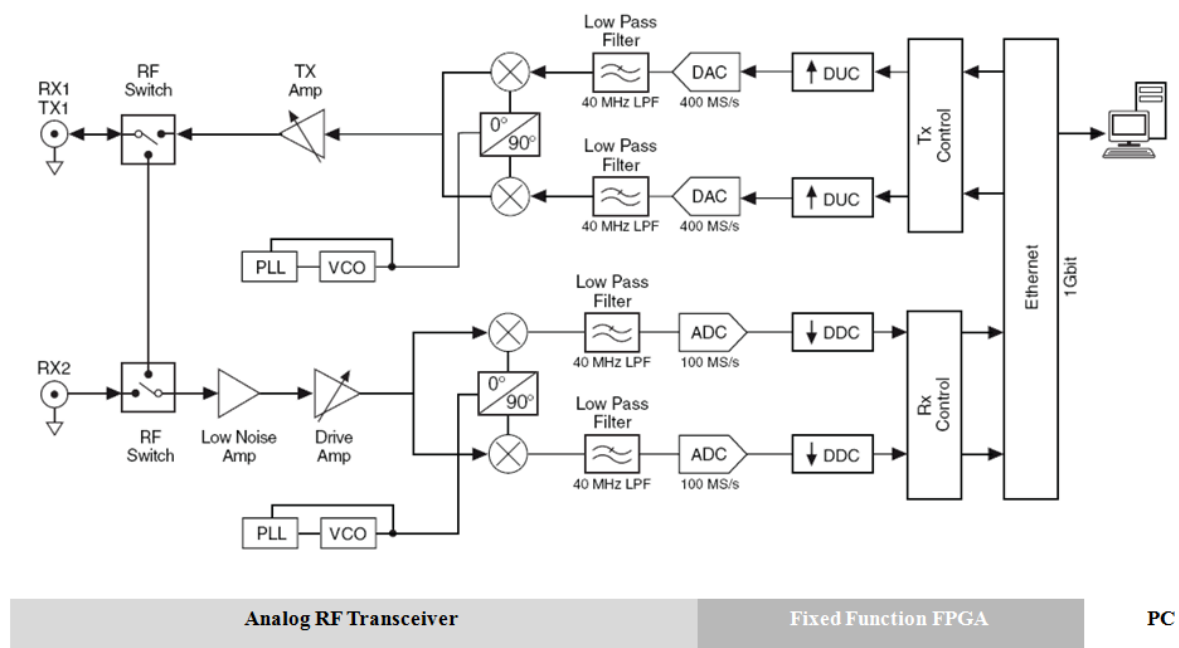 Low Pass
Filter
40 MHz LPF
DAC
400 MS/s
DUC
Tx
Control
Ethernet
1Gbit
RX1
TX1
RF
Switch
TX
Amp
0°
90°
Low Pass
Filter
40 MHz LPF
DAC
400 MS/s
DUC
PLL
VCO
Low Pass
Filter
40 MHz LPF
ADC
100 MS/s
DDC
Rx
Control
RX2
RF
Switch
Low Noise
Amp
Drive
Amp
0°
90°
Low Pass
Filter
40 MHz LPF
ADC
100 MS/s
DDC
PLL
VCO
Analog RF Transceiver
Fixed Function FPGA
PC